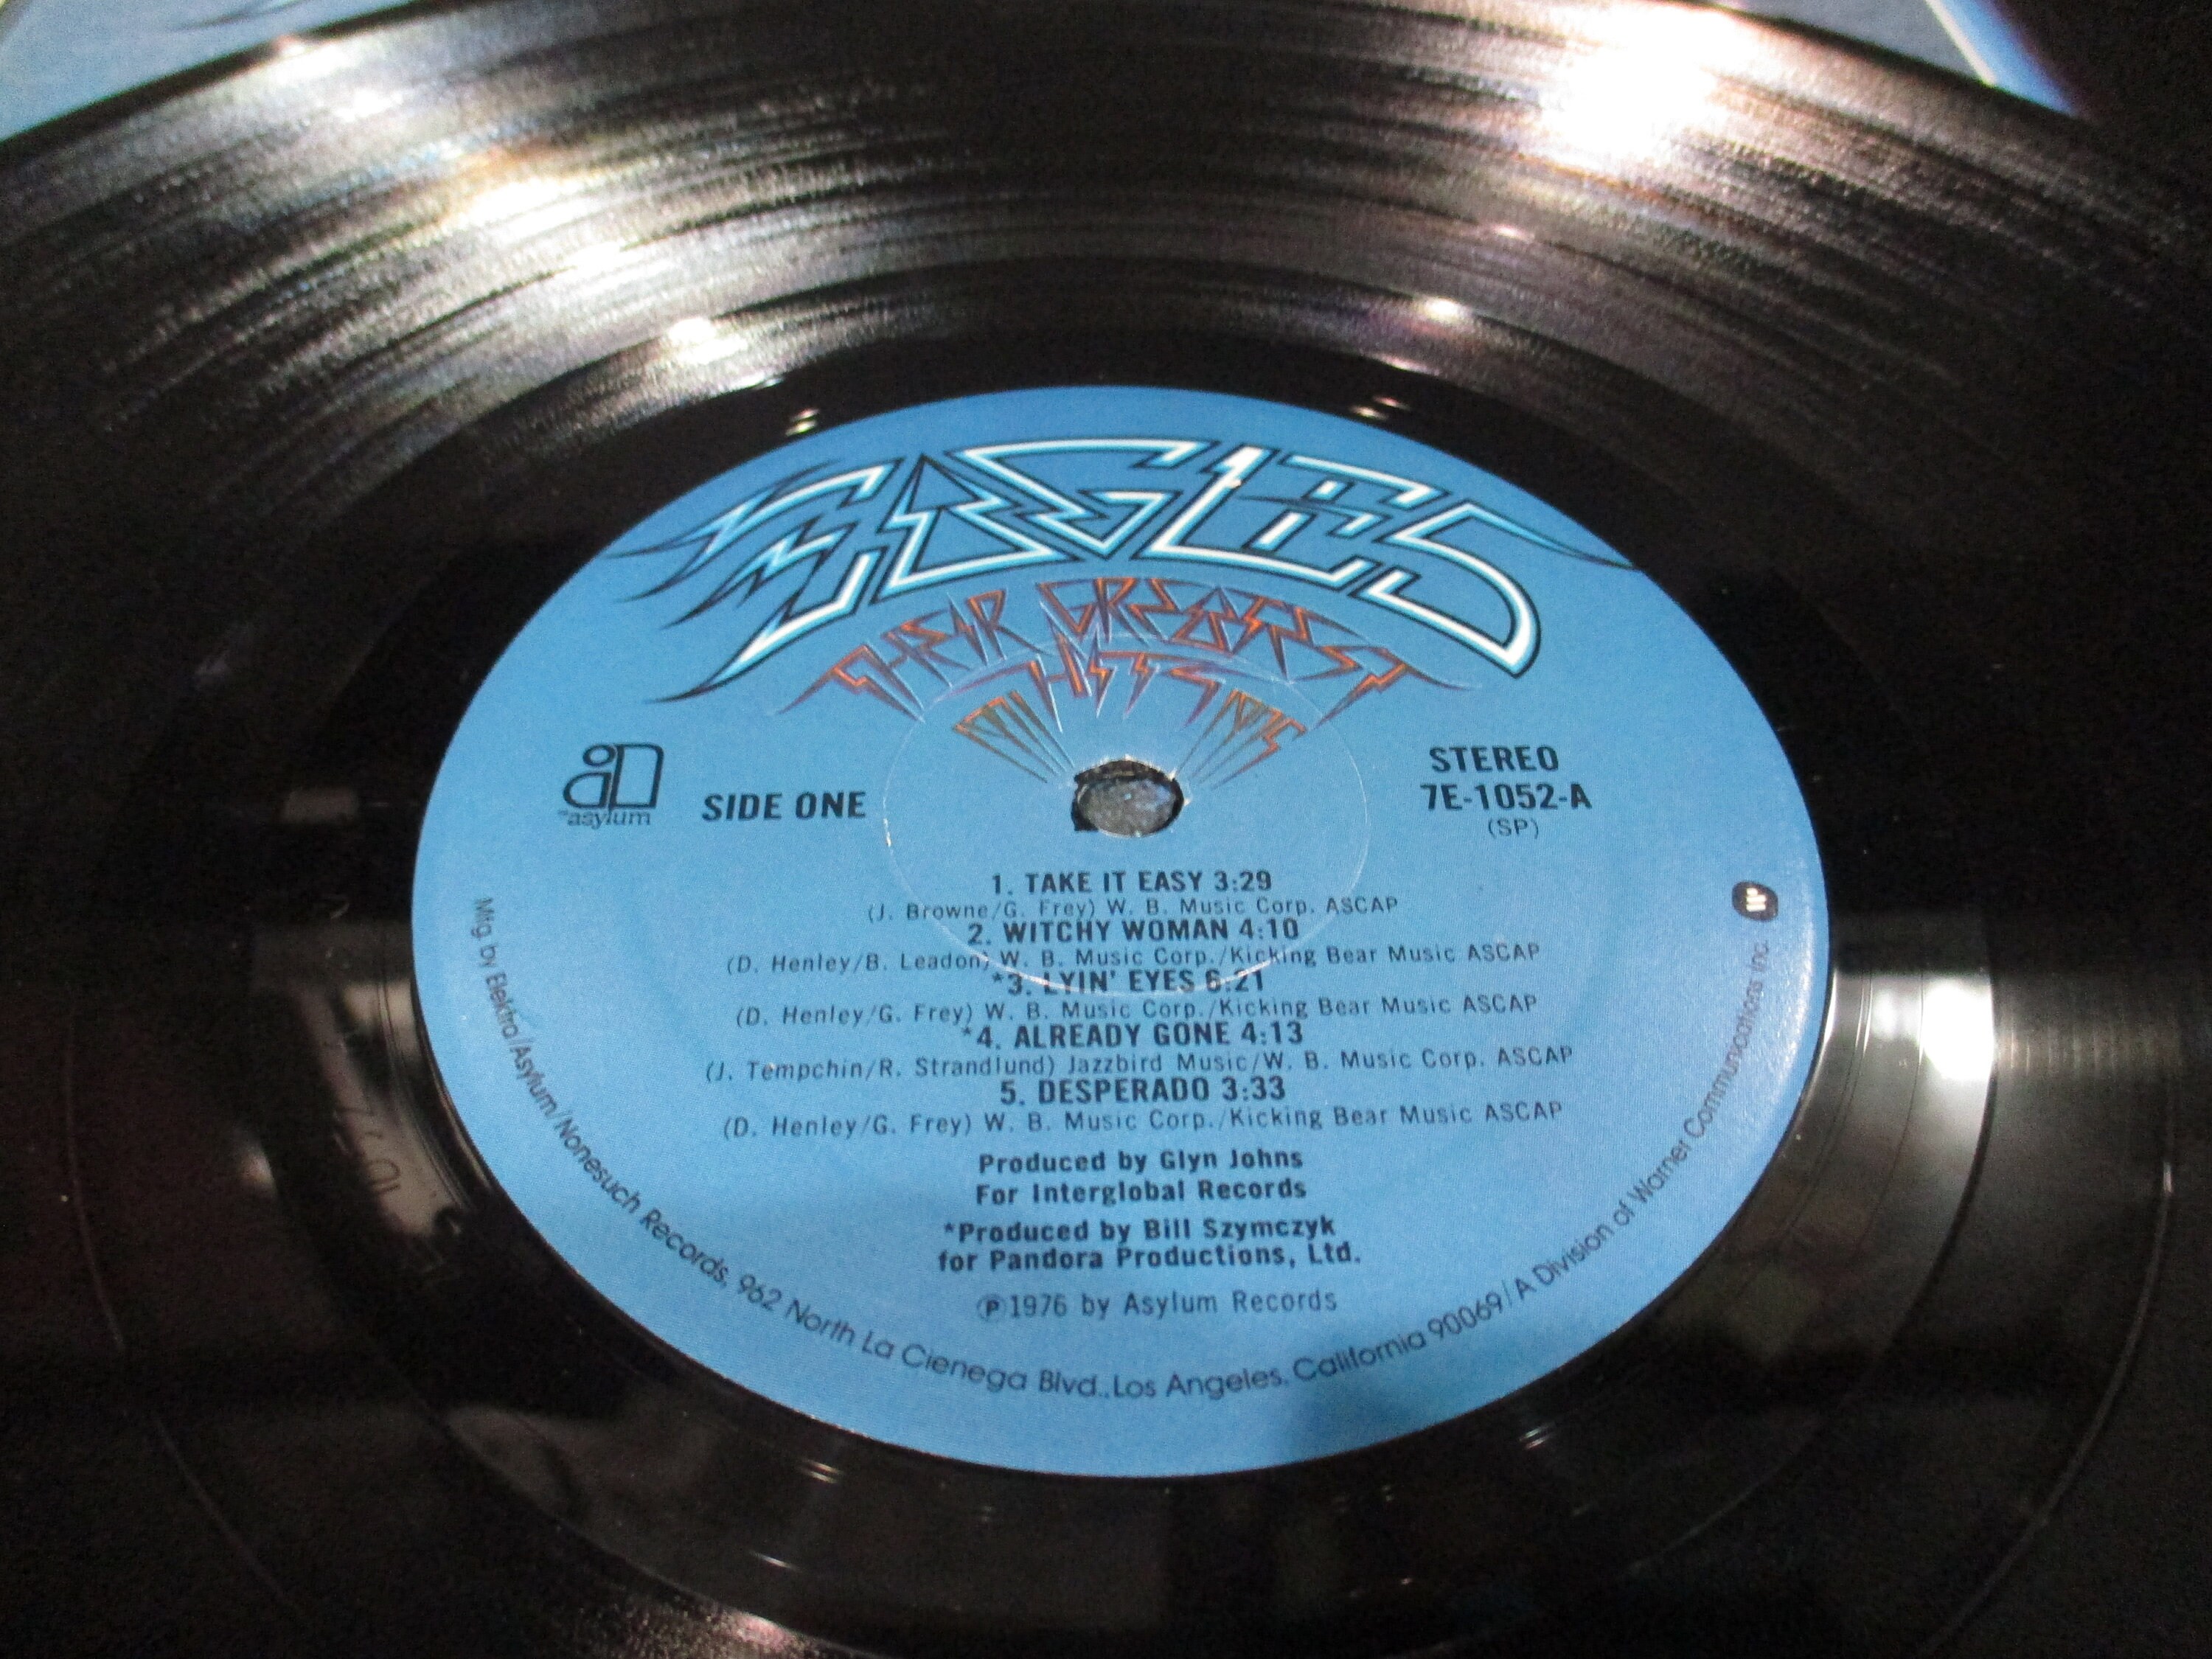 EAGLES
THEIR GREATEST
HITS
1971 1975
asylum
SIDE ONE
STEREO
7E-1052-A
(SP)
1. TAKE IT EASY 3:29
(J. Browne/G. Frey) W. B. Music Corp. ASCAP
2. WITCHY WOMAN 4:10
(D. Henley/B. Leadon) W. B. Music Corp./Kicking Bear Music ASCAP
*3. LYIN' EYES 6:21
(D. Henley/G. Frey) W. B. Music Corp./Kicking Bear Music ASCAP
*4. ALREADY GONE 4:13
(J. Tempchin/R. Strandlund) Jazzbird Music/W. B. Music Corp. ASCAP
5. DESPERADO 3:33
(D. Henley/G. Frey) W. B. Music Corp./Kicking Bear Music ASCAP
Produced by Glyn Johns
For Interglobal Records
*Produced by Bill Szymczyk
for Pandora Productions, Ltd.
℗1976 by Asylum Records
Mfg. by Elektra/Asylum/Nonesuch Records, 962 North La Cienega Blvd., Los Angeles, California 90069/A Division of Warner Communications Inc.